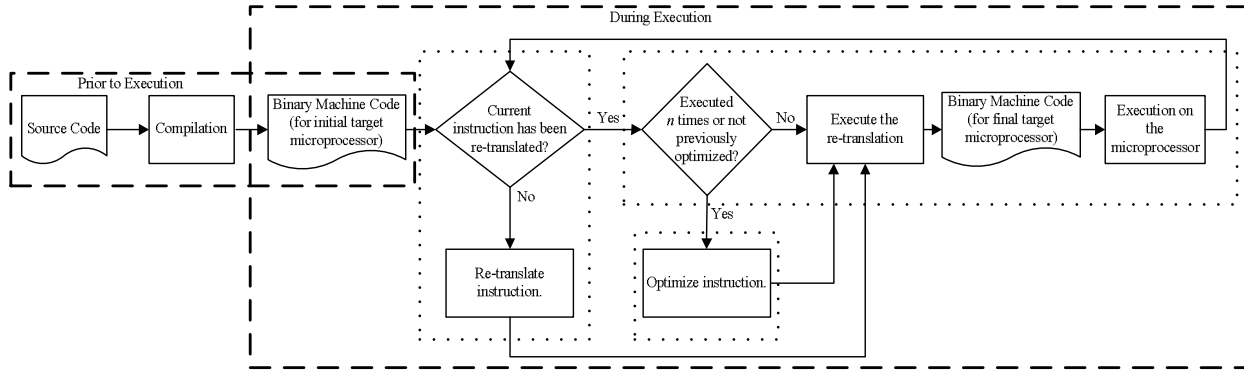 During Execution
Prior to Execution
Source Code
Compilation
Binary Machine Code
(for initial target
microprocessor)
Current
instruction has been
re-translated?
Yes
No
Re-translate
instruction.
Executed
n times or not
previously
optimized?
No
Yes
Optimize instruction.
Execute the
re-translation
Binary Machine Code
(for final target
microprocessor)
Execution on
the
microprocessor